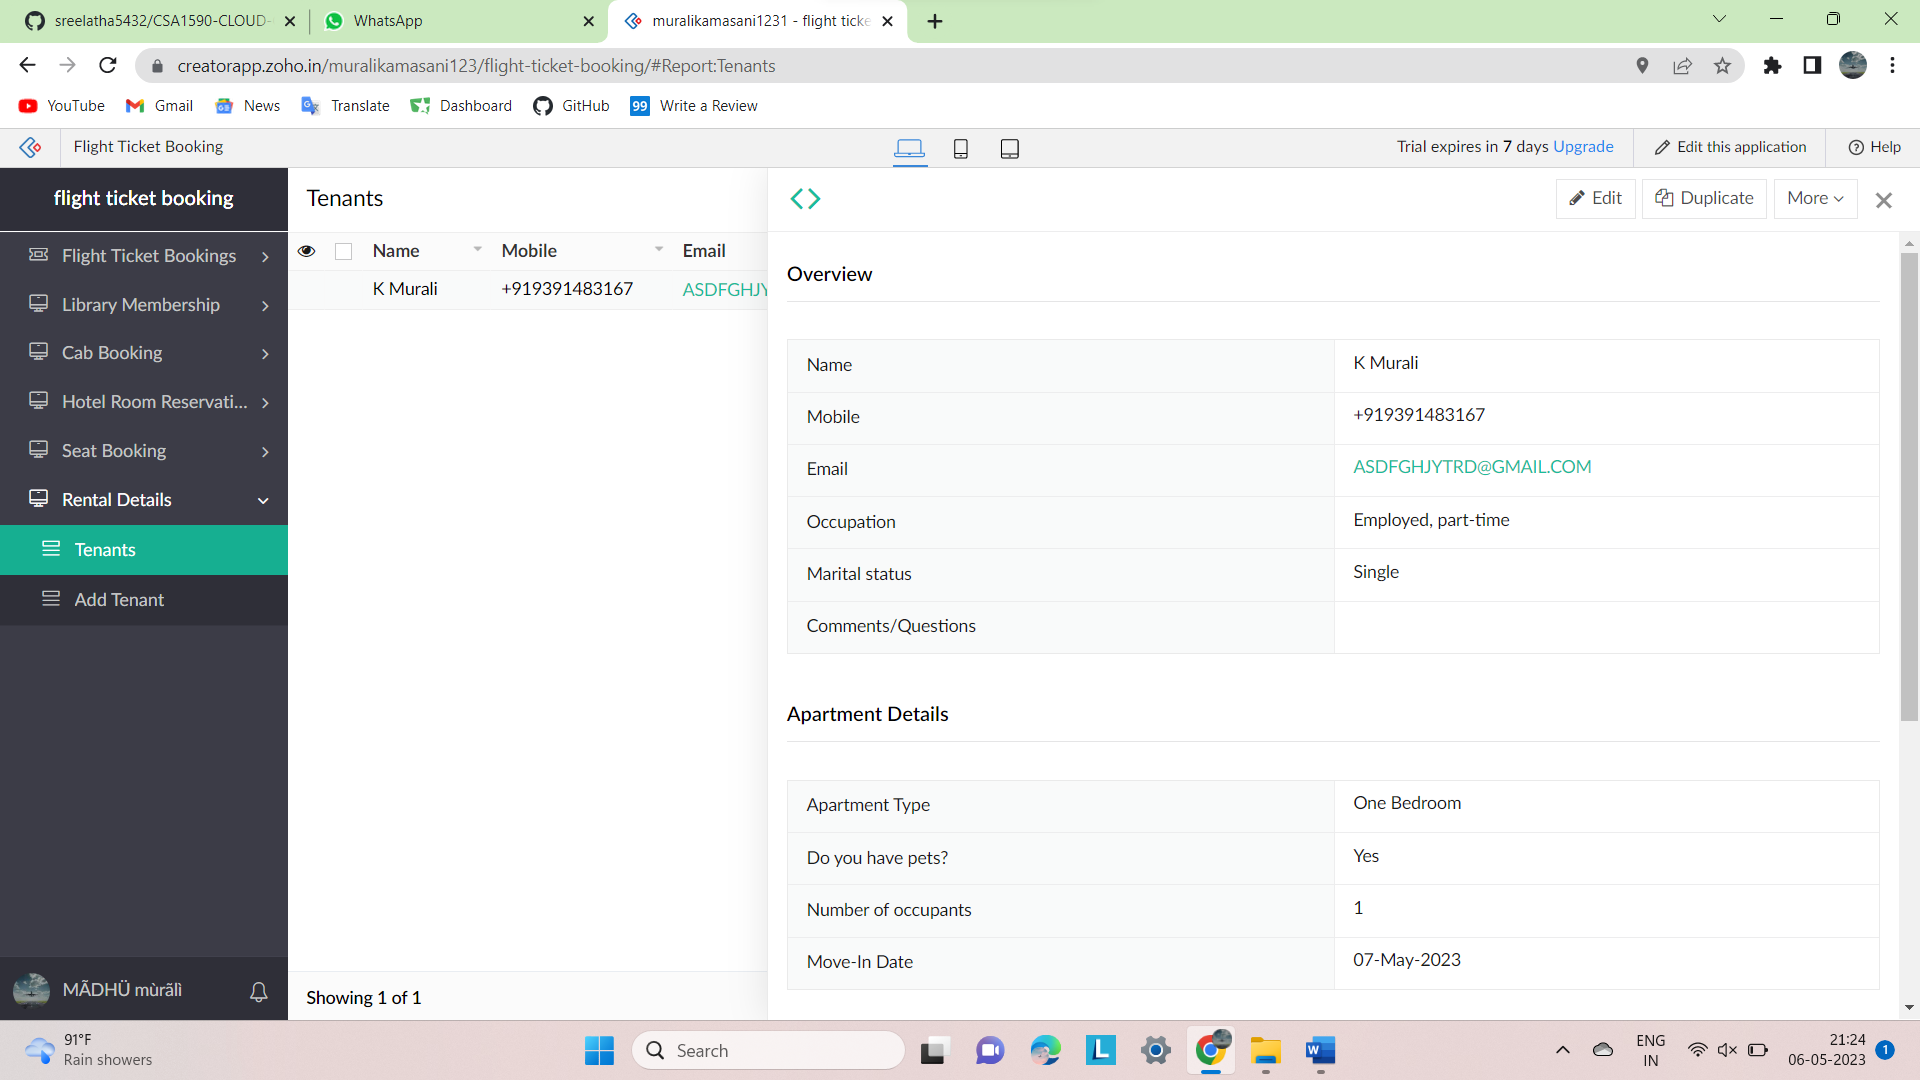 sreelatha5432/CSA1590-CLOUD-
WhatsApp
muralikamasani1231 - flight ticke
creatorapp.zoho.in/muralikamasani123/flight-ticket-booking/#Report:Tenants
YouTube
Gmail
News
Translate
Dashboard
GitHub
99 Write a Review
Flight Ticket Booking
Trial expires in 7 days Upgrade
Edit this application
Help
flight ticket booking
Flight Ticket Bookings
Library Membership
Cab Booking
Hotel Room Reservati...
Seat Booking
Rental Details
Tenants
Add Tenant
MÃDHÜ mùrãlì
Tenants
Name Mobile Email
K Murali +919391483167 ASDFGHJY
Showing 1 of 1
Edit
Duplicate
More
Overview
Name K Murali
Mobile +919391483167
Email ASDFGHJYTRD@GMAIL.COM
Occupation Employed, part-time
Marital status Single
Comments/Questions
Apartment Details
Apartment Type One Bedroom
Do you have pets? Yes
Number of occupants 1
Move-In Date 07-May-2023
91°F
Rain showers
Search
L
W
ENG
IN
21:24
06-05-2023
1